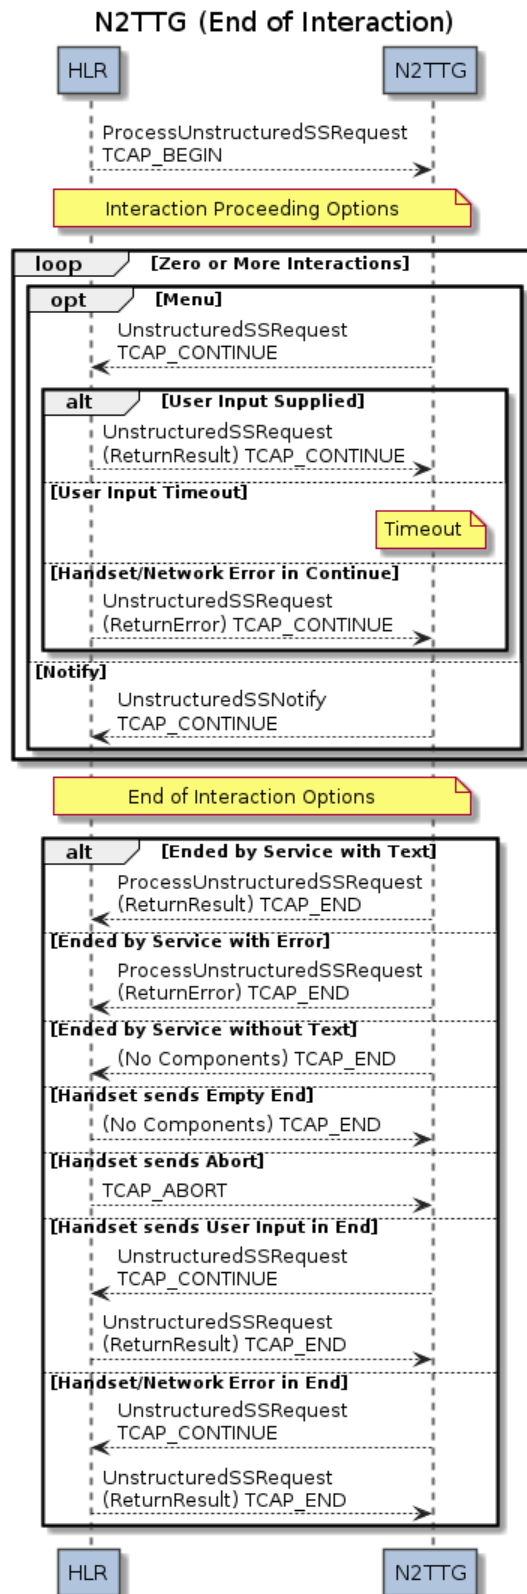 N2TTG (End of Interaction)
HLR
N2TTG
ProcessUnstructuredSSRequest
TCAP_BEGIN
Interaction Proceeding Options
loop
[Zero or More Interactions]
opt
[Menu]
UnstructuredSSRequest
TCAP_CONTINUE
alt
[User Input Supplied]
UnstructuredSSRequest
(ReturnResult) TCAP_CONTINUE
[User Input Timeout]
Timeout
[Handset/Network Error in Continue]
UnstructuredSSRequest
(ReturnError) TCAP_CONTINUE
[Notify]
UnstructuredSSNotify
TCAP_CONTINUE
End of Interaction Options
alt
[Ended by Service with Text]
ProcessUnstructuredSSRequest
(ReturnResult) TCAP_END
[Ended by Service with Error]
ProcessUnstructuredSSRequest
(ReturnError) TCAP_END
[Ended by Service without Text]
(No Components) TCAP_END
[Handset sends Empty End]
(No Components) TCAP_END
[Handset sends Abort]
TCAP_ABORT
[Handset sends User Input in End]
UnstructuredSSRequest
TCAP_CONTINUE
UnstructuredSSRequest
(ReturnResult) TCAP_END
[Handset/Network Error in End]
UnstructuredSSRequest
TCAP_CONTINUE
UnstructuredSSRequest
(ReturnResult) TCAP_END
HLR
N2TTG